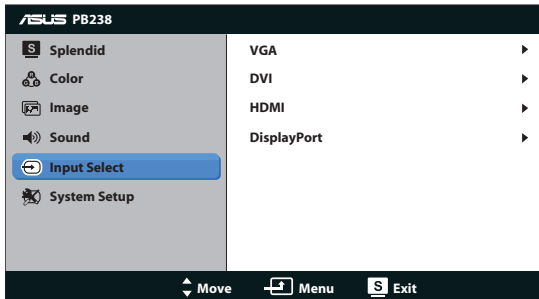 ASUS PB238
S Splendid
Color
Image
Sound
Input Select
System Setup
VGA
DVI
HDMI
DisplayPort
Move Menu S Exit